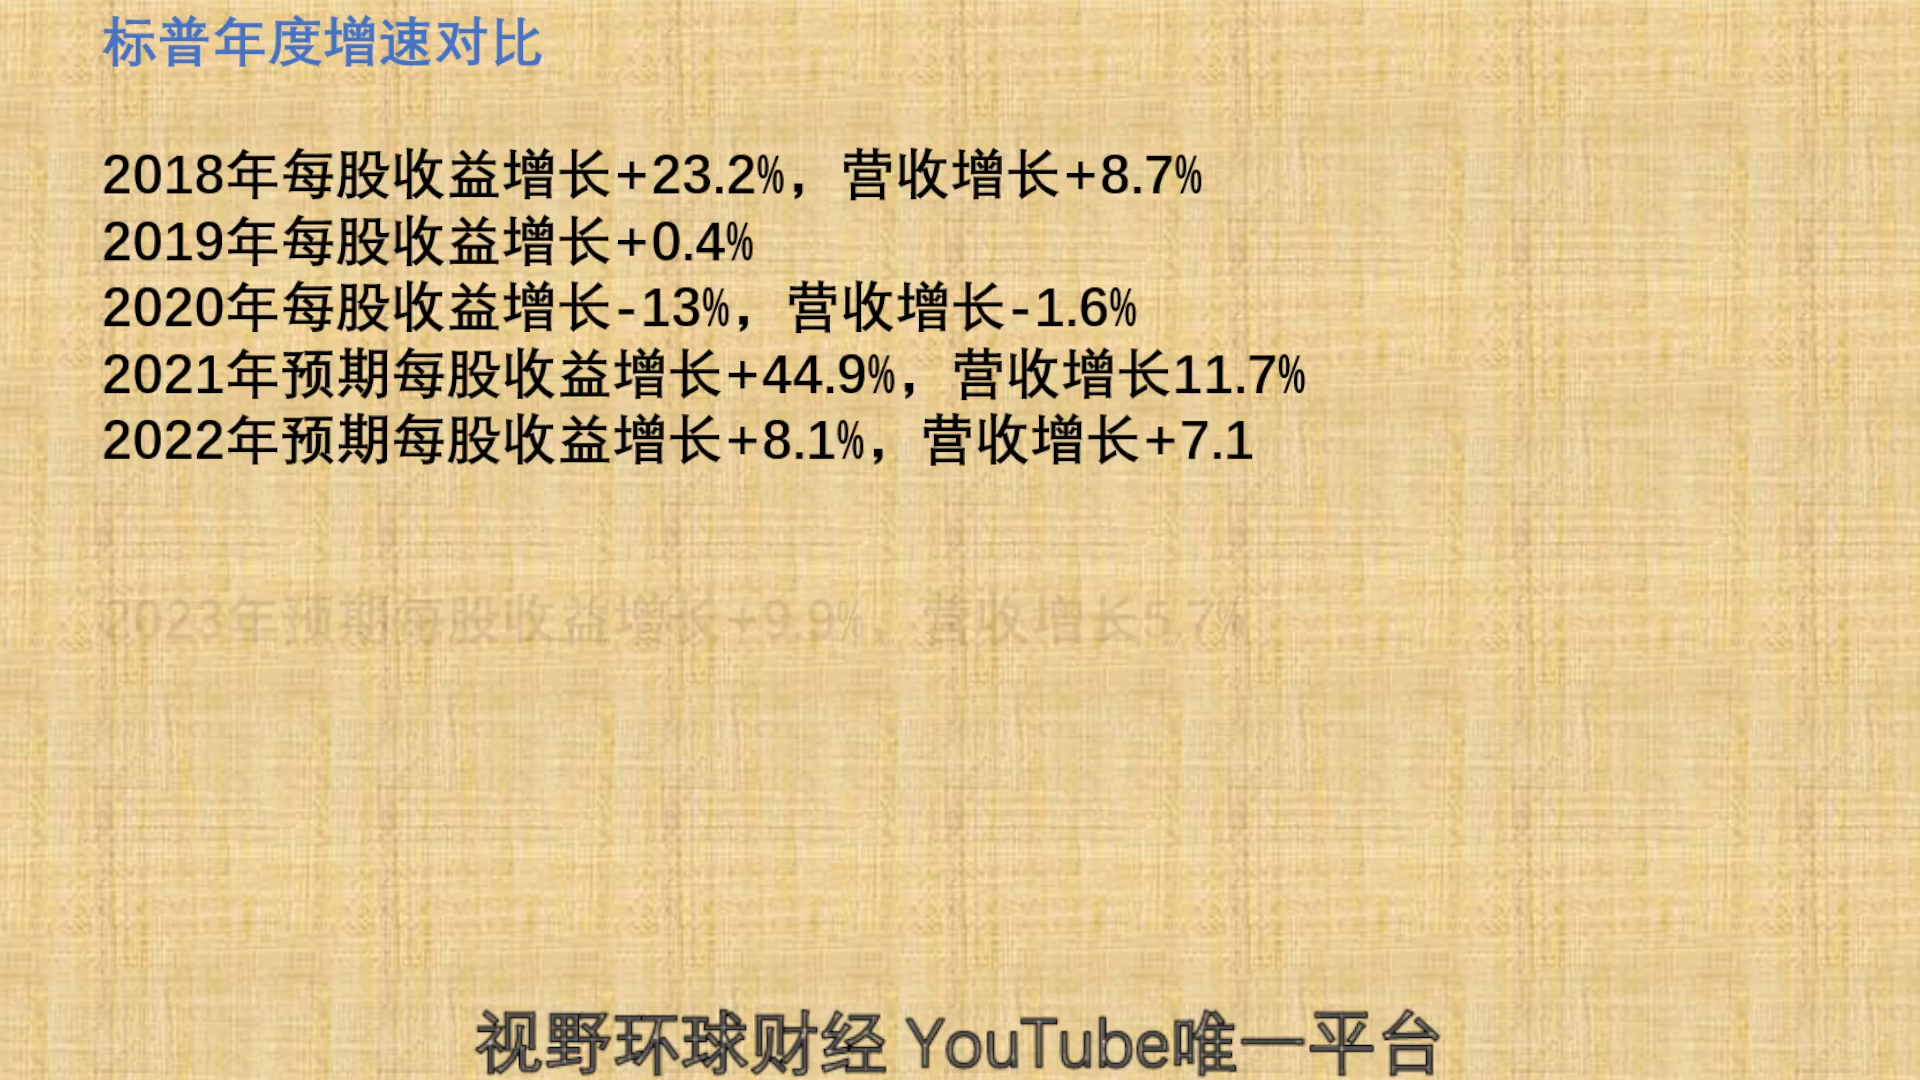 标普年度增速对比
2018年每股收益增长+23.2%，营收增长+8.7%
2019年每股收益增长+0.4%
2020年每股收益增长-13%，营收增长-1.6%
2021年预期每股收益增长+44.9%，营收增长11.7%
2022年预期每股收益增长+8.1%，营收增长+7.1
2023年预期每股收益增长+9.9%，营收增长5.7%
视野环球财经 YouTube唯一平台